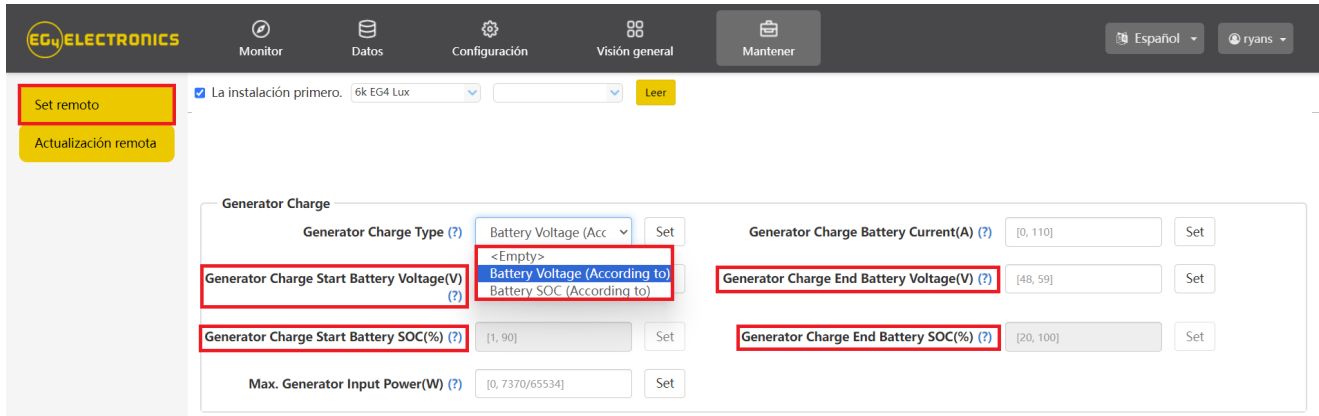 EG4 ELECTRONICS
Monitor
Datos
Configuración
Visión general
Mantener
Español
ryans
Set remoto
Actualización remota
La instalación primero.
6k EG4 Lux
Leer
Generator Charge
Generator Charge Type (?)
Battery Voltage (Acc
Set
Generator Charge Battery Current(A) (?)
[0, 110]
Set
<Empty>
Battery Voltage (According to)
Battery SOC (According to)
Generator Charge Start Battery Voltage(V)
(?)
Generator Charge End Battery Voltage(V) (?)
[48, 59]
Set
Generator Charge Start Battery SOC(%) (?)
[1, 90]
Set
Generator Charge End Battery SOC(%) (?)
[20, 100]
Set
Max. Generator Input Power(W) (?)
[0, 7370/65534]
Set